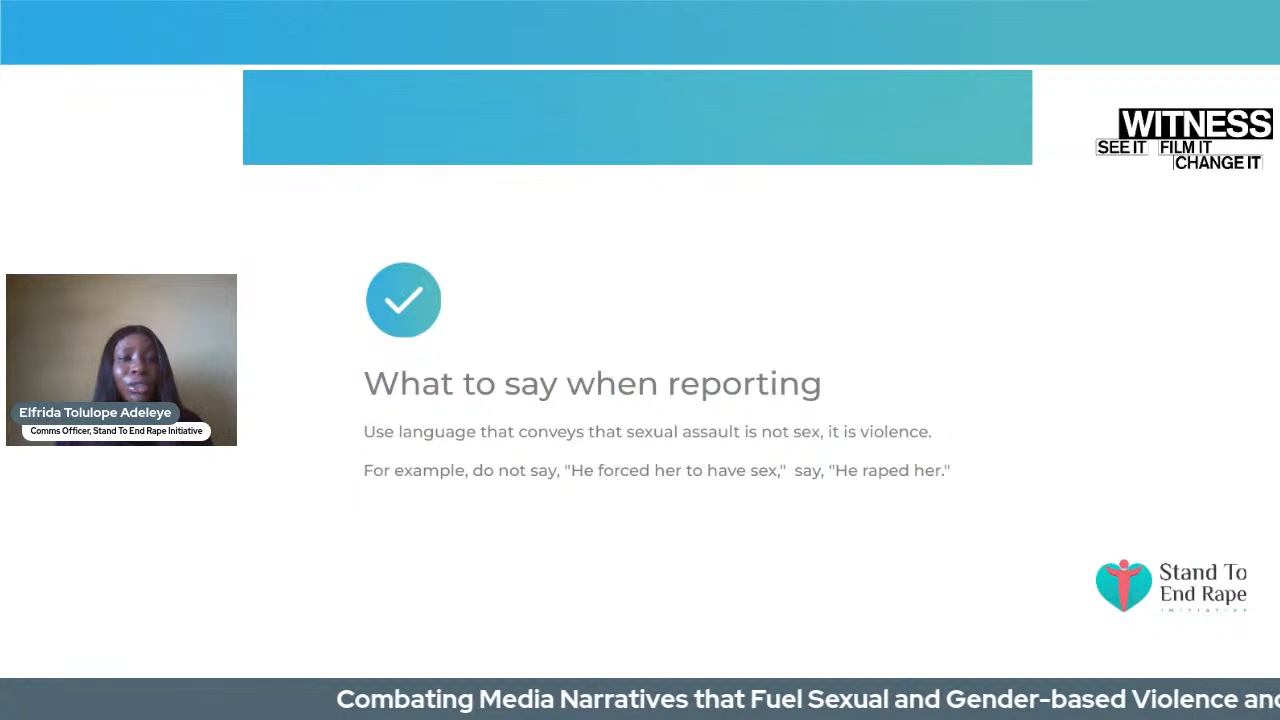 WITNESS
SEE IT FILM IT
CHANGE IT
What to say when reporting
Use language that conveys that sexual assault is not sex, it is violence.
For example, do not say, "He forced her to have sex," say, "He raped her."
Elfrida Tolulope Adeleye
Comms Officer, Stand To End Rape Initiative
Stand To
End Rape
INITIATIVE
Combating Media Narratives that Fuel Sexual and Gender-based Violence and